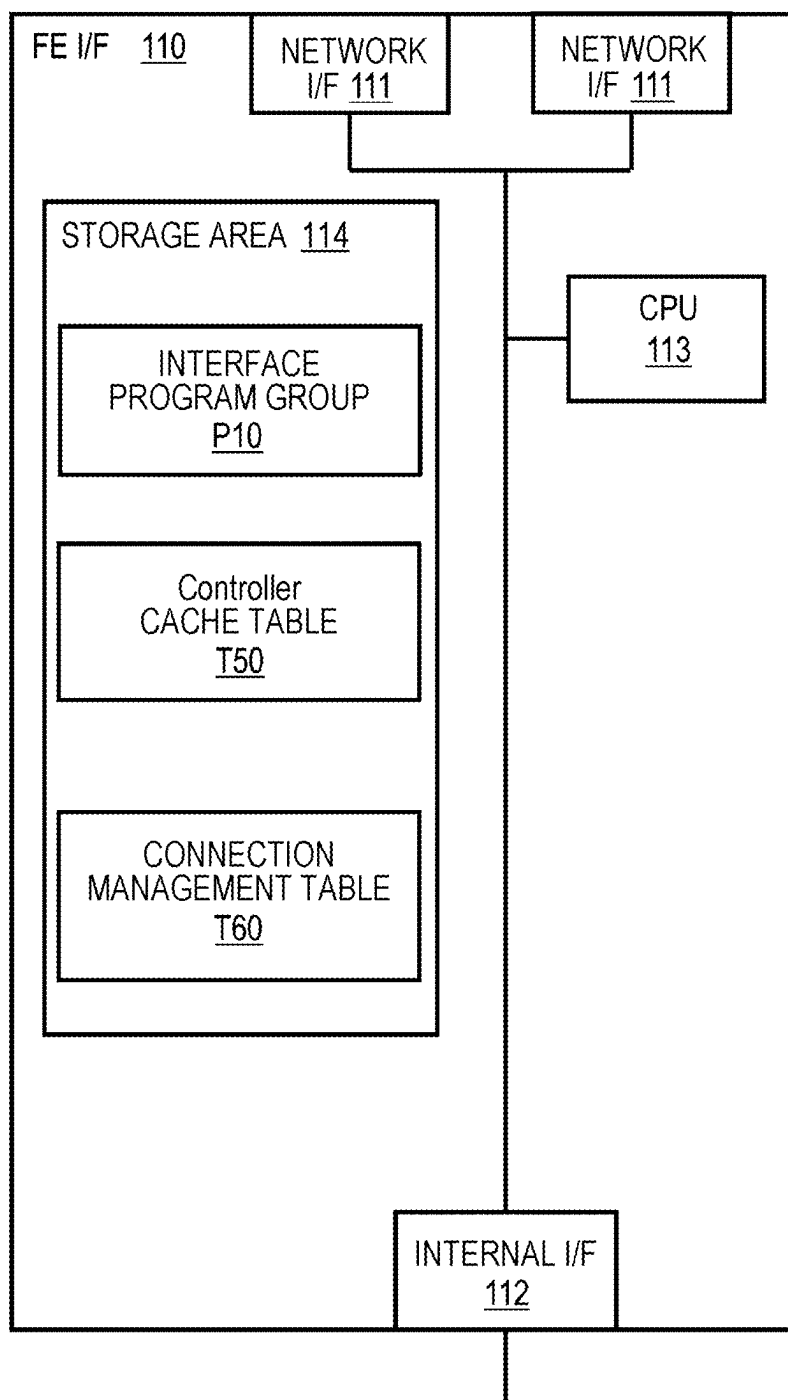 FE I/F 110
NETWORK
I/F 111
NETWORK
I/F 111
STORAGE AREA 114
CPU
113
INTERFACE
PROGRAM GROUP
P10
Controller
CACHE TABLE
T50
CONNECTION
MANAGEMENT TABLE
T60
INTERNAL I/F
112